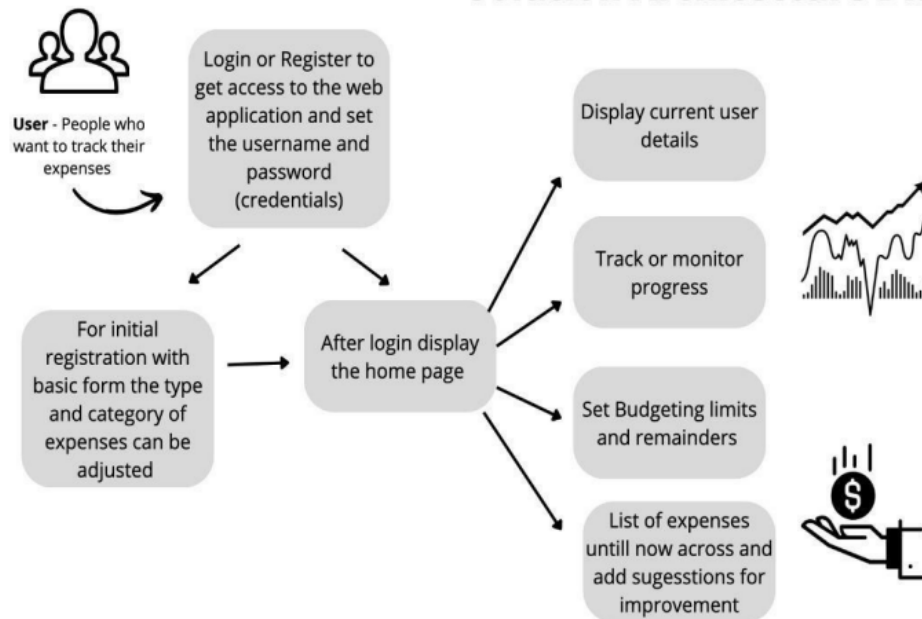 User - People who
want to track their
expenses
Login or Register to
get access to the web
application and set
the username and
password
(credentials)
For initial
registration with
basic form the type
and category of
expenses can be
adjusted
After login display
the home page
Display current user
details
Track or monitor
progress
Set Budgeting limits
and remainders
List of expenses
untill now across and
add sugesstions for
improvement
$